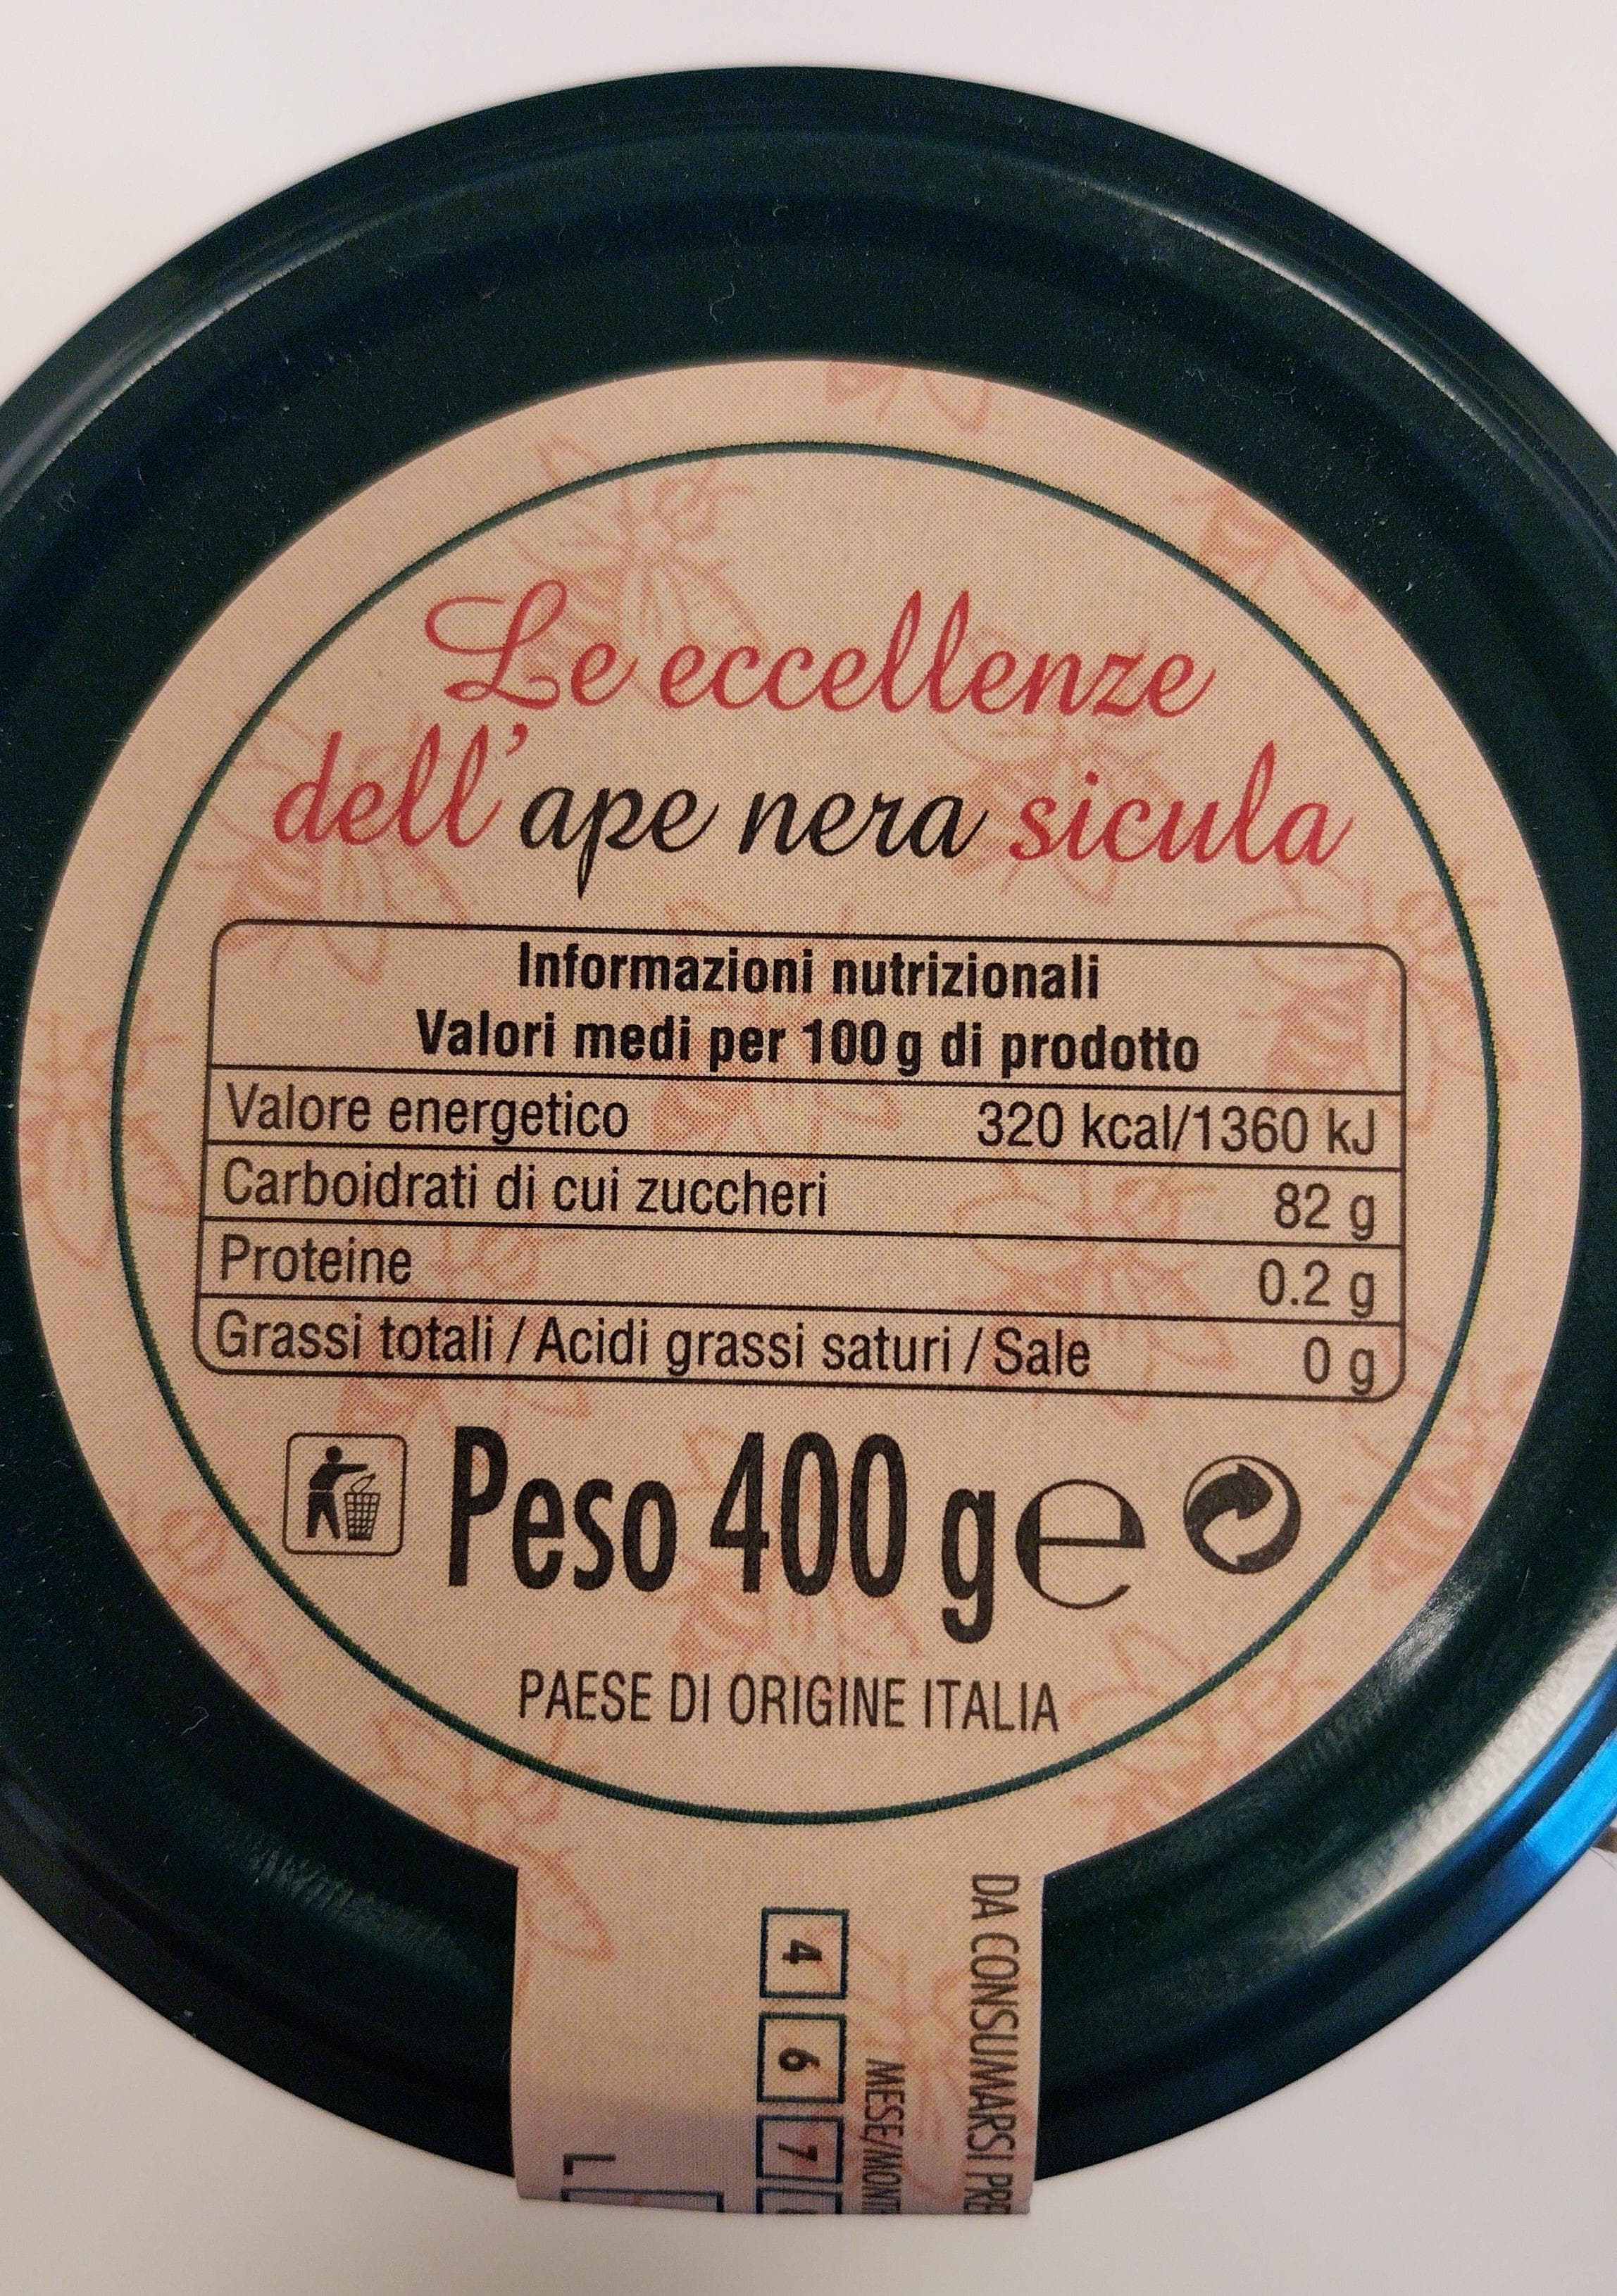 Le eccellenze
dell'ape nera sicula
Informazioni nutrizionali
Valori medi per 100 g di prodotto
Valore energetico 320 kcal/1360 kJ
Carboidrati di cui zuccheri 82 g
Proteine 0.2 g
Grassi totali / Acidi grassi saturi / Sale 0 g
Peso 400 g e
PAESE DI ORIGINE ITALIA
DA CONSUMARSI
4 6 7
L